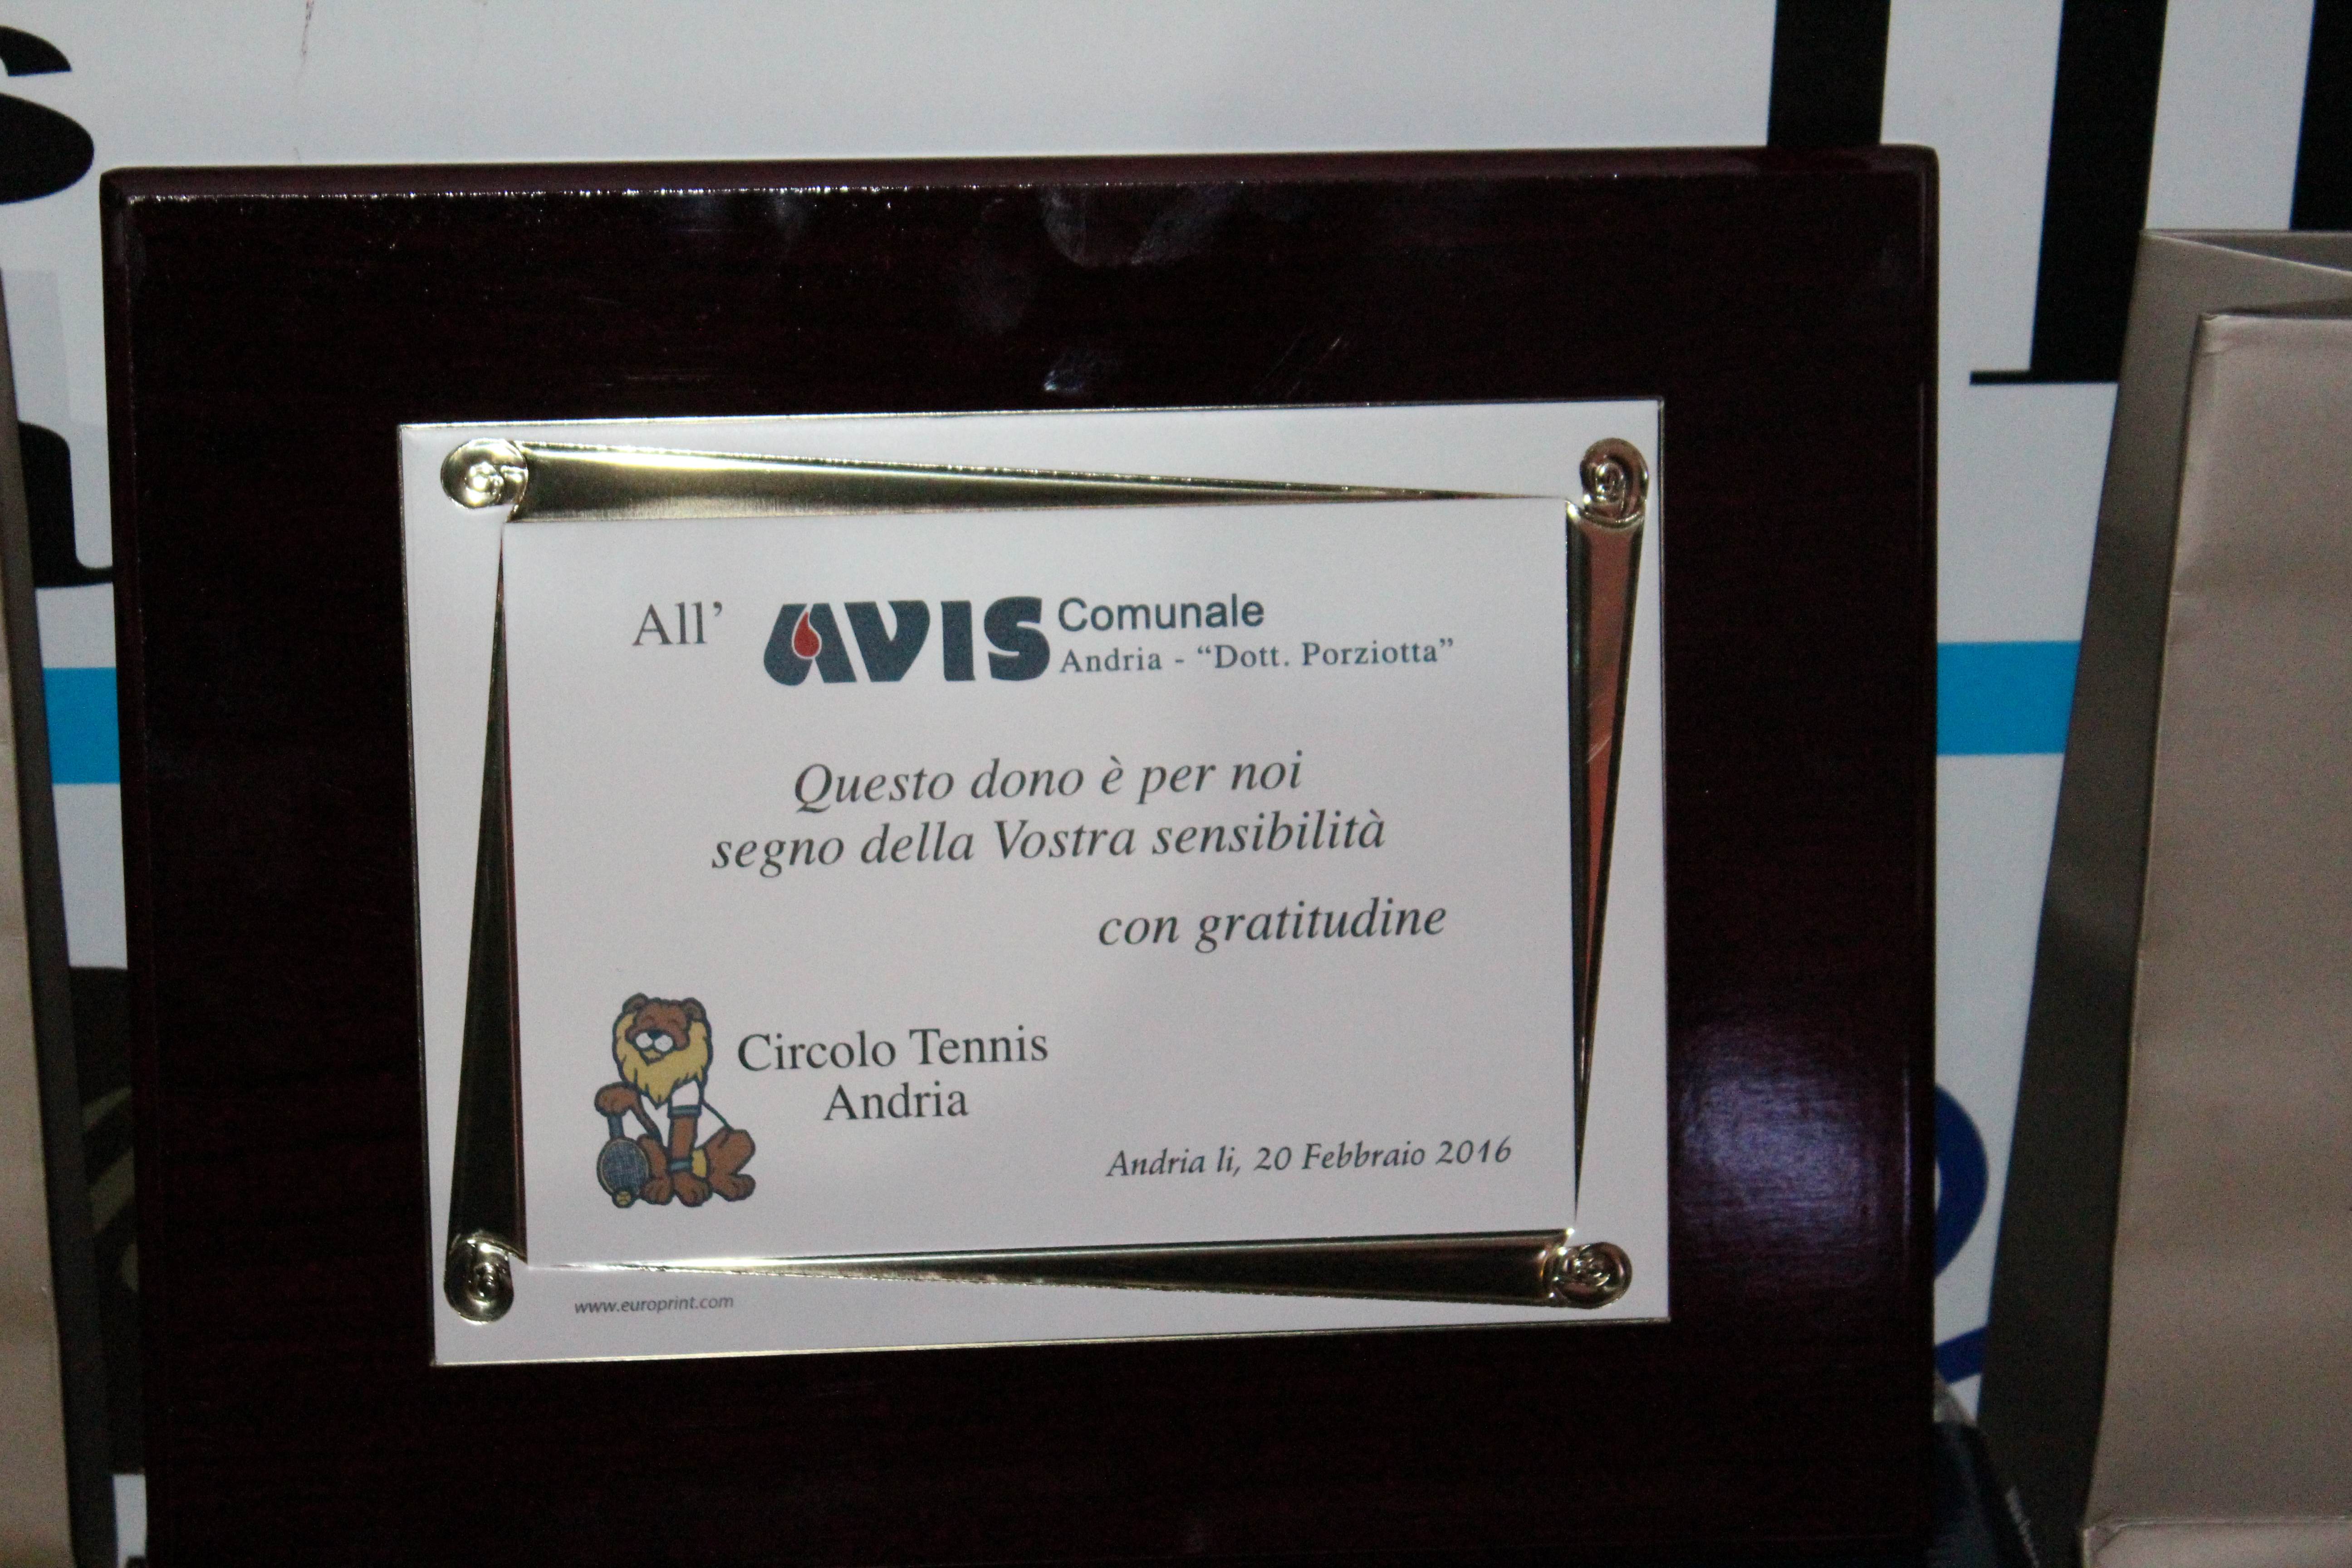 All' AVIS Comunale
Andria - "Dott. Porziotta"
Questo dono è per noi
segno della Vostra sensibilità
con gratitudine
Circolo Tennis
Andria
Andria li, 20 Febbraio 2016
www.europrint.com